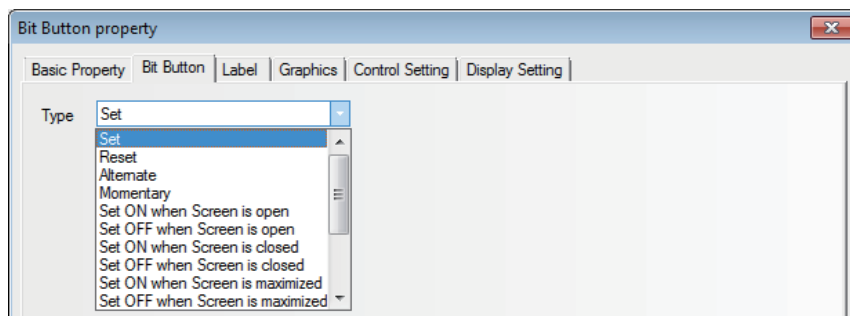 Bit Button property
Basic Property Bit Button Label Graphics Control Setting Display Setting
Type Set
Set
Reset
Alternate
Momentary
Set ON when Screen is open
Set OFF when Screen is open
Set ON when Screen is closed
Set OFF when Screen is closed
Set ON when Screen is maximized
Set OFF when Screen is maximized